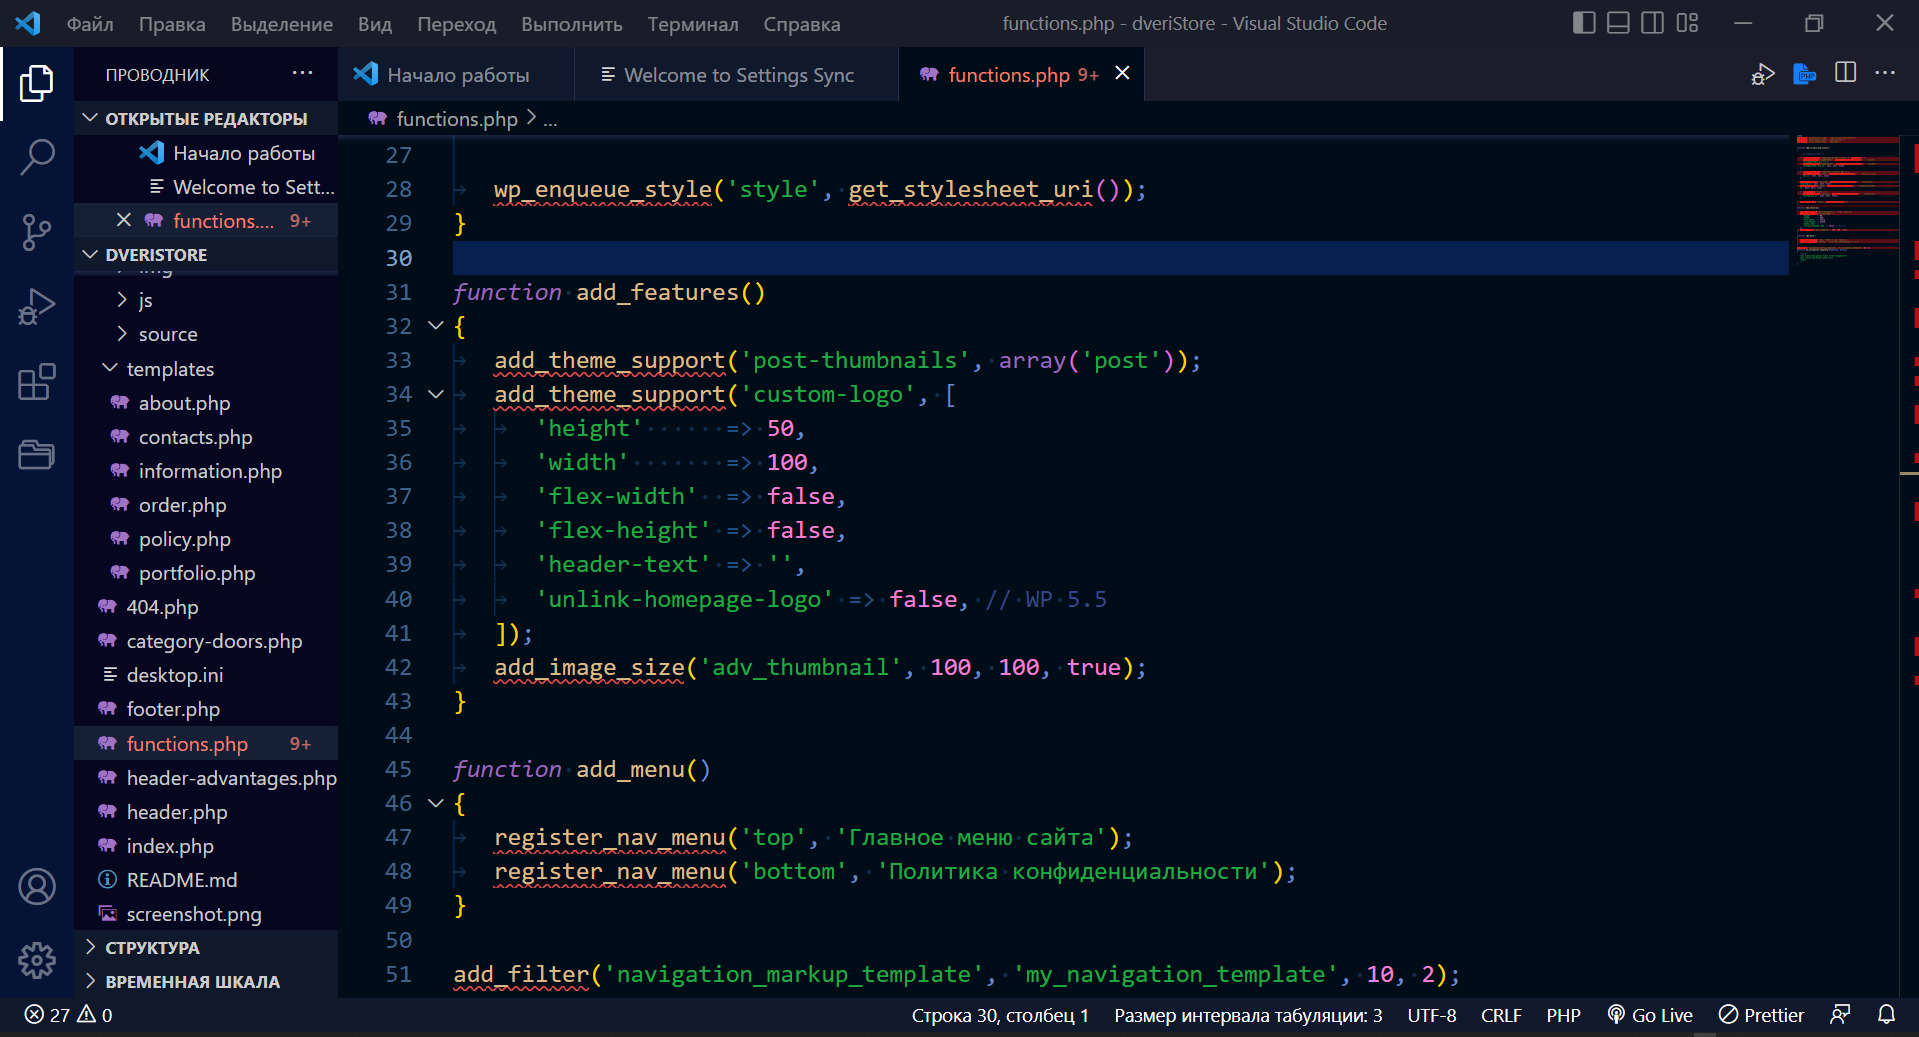 Файл Правка Выделение Вид Переход Выполнить Терминал Справка
functions.php - dveriStore - Visual Studio Code
ПРОВОДНИК ...
Начало работы
Welcome to Settings Sync
functions.php 9+
ОТКРЫТЫЕ РЕДАКТОРЫ
Начало работы
Welcome to Sett...
functions.... 9+
DVERISTORE
img
js
source
templates
about.php
contacts.php
information.php
order.php
policy.php
portfolio.php
404.php
category-doors.php
desktop.ini
footer.php
functions.php 9+
header-advantages.php
header.php
index.php
README.md
screenshot.png
СТРУКТУРА
ВРЕМЕННАЯ ШКАЛА
functions.php > ...
27
28 wp_enqueue_style('style', get_stylesheet_uri());
29 }
30
31 function add_features()
32 {
33 add_theme_support('post-thumbnails', array('post'));
34 add_theme_support('custom-logo', [
35 'height' => 50,
36 'width' => 100,
37 'flex-width' => false,
38 'flex-height' => false,
39 'header-text' => '',
40 'unlink-homepage-logo' => false, // WP 5.5
41 ]);
42 add_image_size('adv_thumbnail', 100, 100, true);
43 }
44
45 function add_menu()
46 {
47 register_nav_menu('top', 'Главное меню сайта');
48 register_nav_menu('bottom', 'Политика конфиденциальности');
49 }
50
51 add_filter('navigation_markup_template', 'my_navigation_template', 10, 2);
27 0
Строка 30, столбец 1 Размер интервала табуляции: 3 UTF-8 CRLF PHP Go Live Prettier